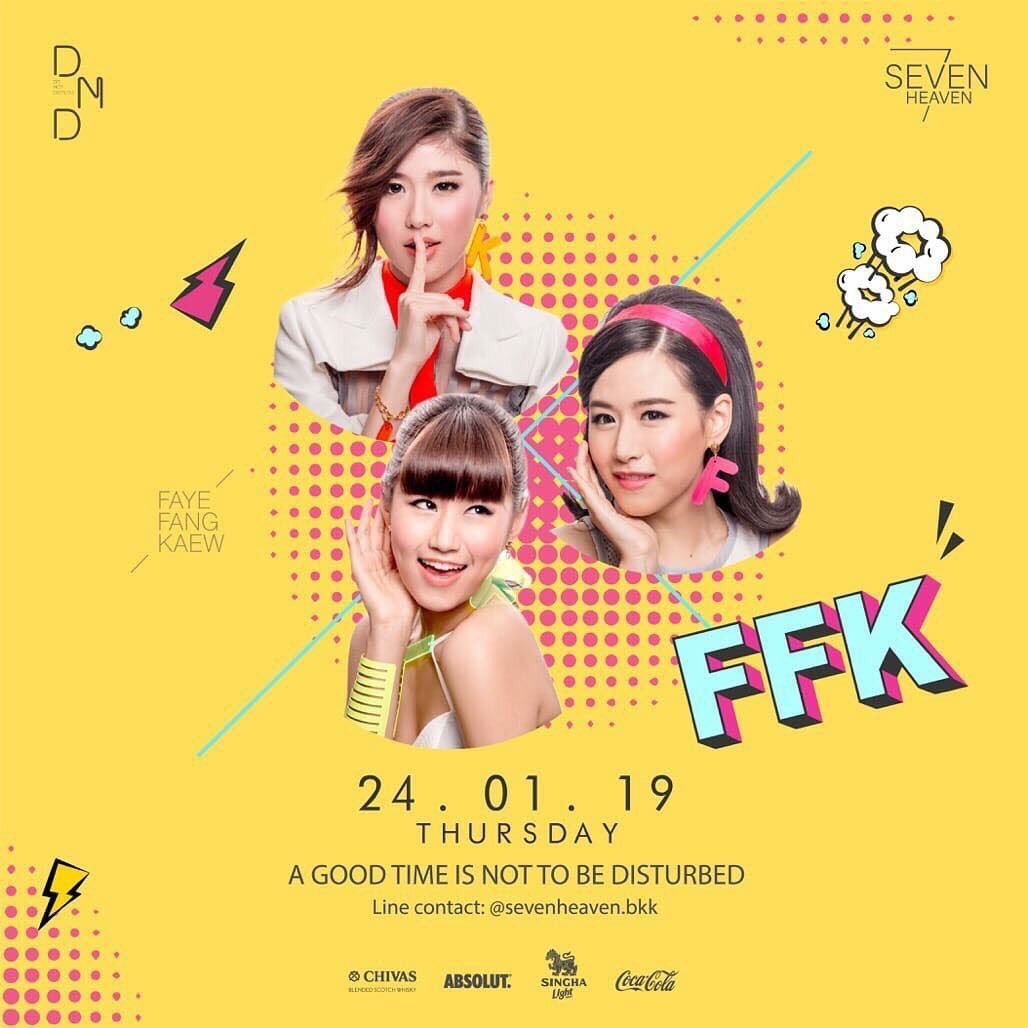 D
N
D
SEVEN
HEAVEN
K
F
FAYE
FANG
KAEW
FFK
24 . 01 . 19
THURSDAY
A GOOD TIME IS NOT TO BE DISTURBED
Line contact: @sevenheaven.bkk
CHIVAS
BLENDED SCOTCH WHISKY
ABSOLUT.
SINGHA
Light
Coca-Cola